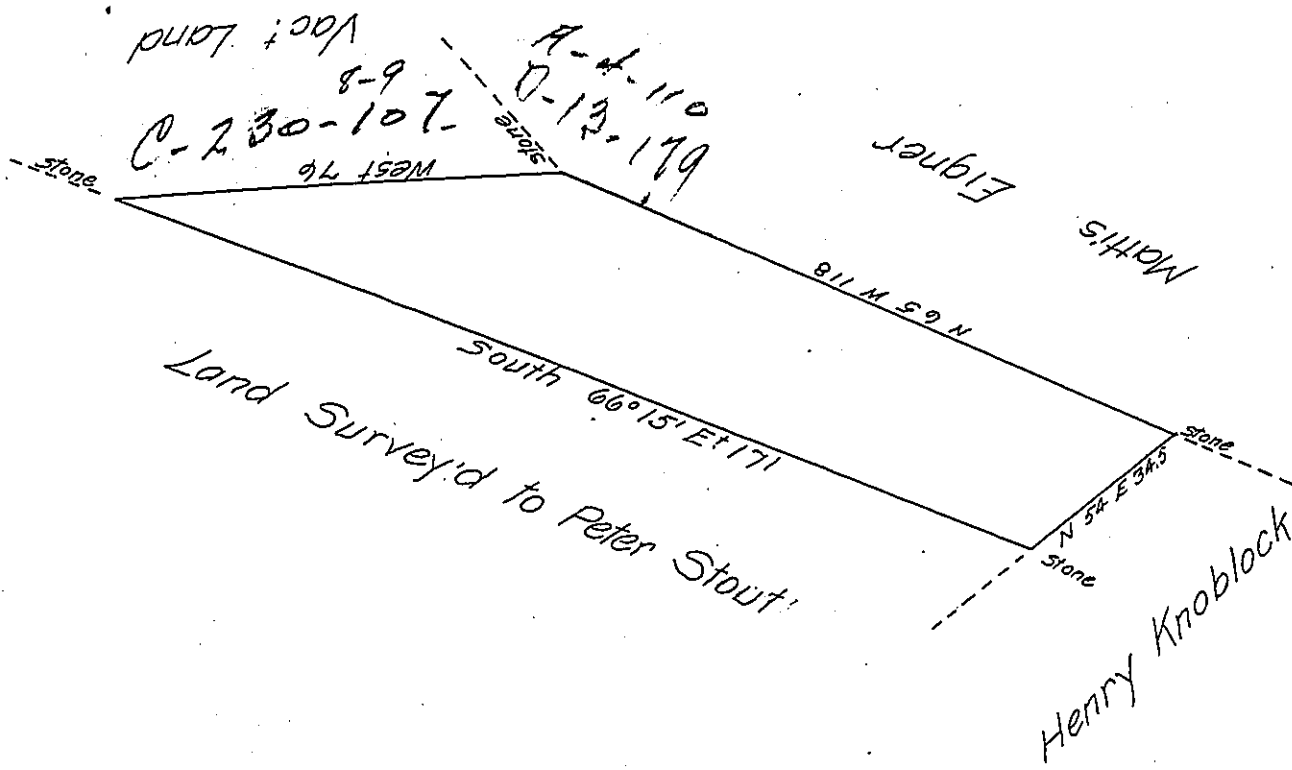 Vac.t Land
8-9
C-230-107
A-4-110
D-13-179
stone
stone
West 76
Mattis Eigner
N 65 W 118
South 66°15' E.t 171
Land Survey'd to Peter Stout
stone
N 54 E 34.5
stone
Henry Knoblock